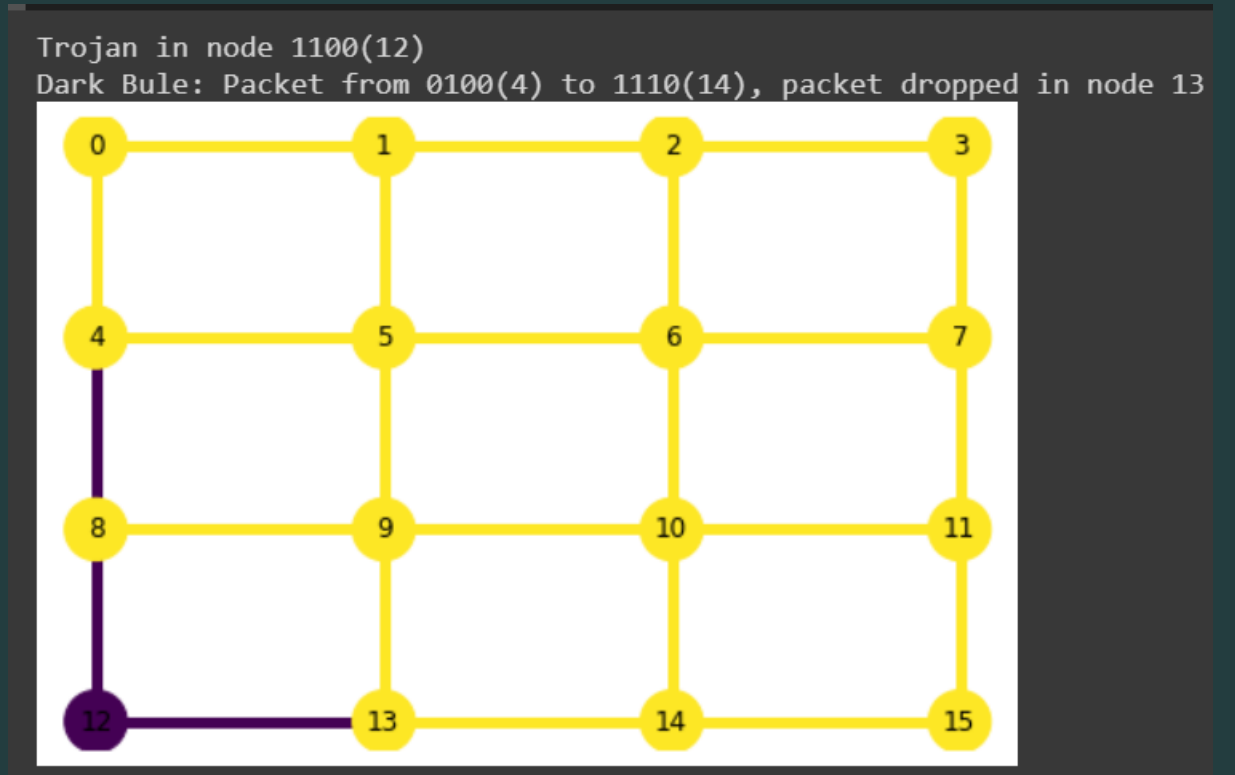 Trojan in node 1100(12)
Dark Bule: Packet from 0100(4) to 1110(14), packet dropped in node 13
0 1 2 3
4 5 6 7
8 9 10 11
12 13 14 15